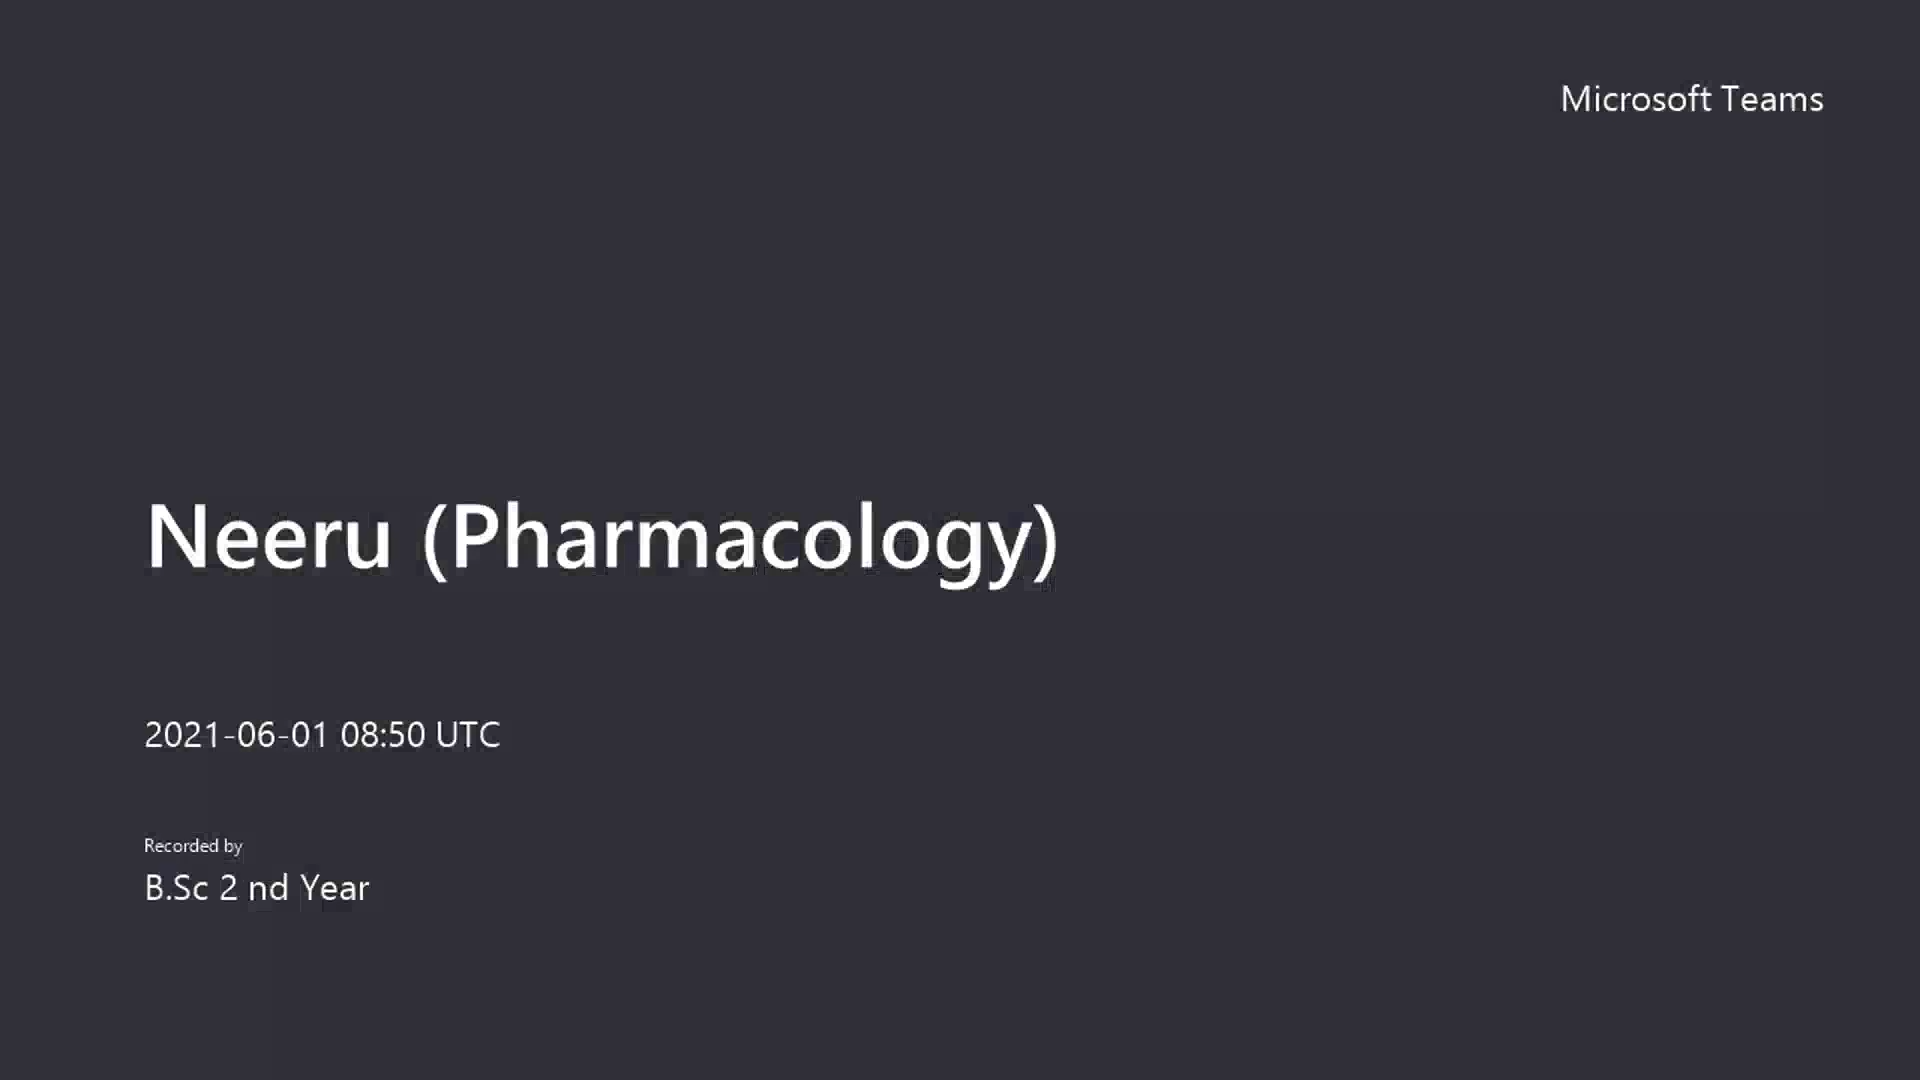 Microsoft Teams
Neeru (Pharmacology)
2021-06-01 08:50 UTC
Recorded by
B.Sc 2 nd Year